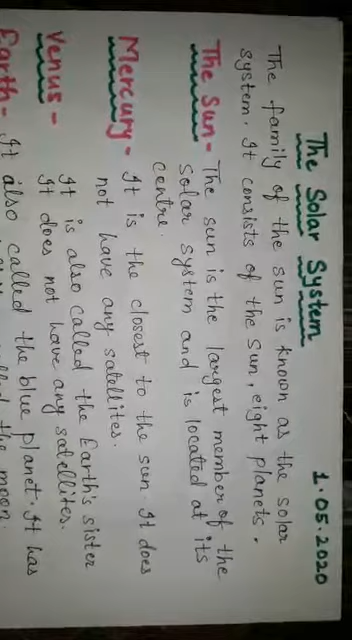 1.05.2020
The Solar System
The family of the sun is known as the solar
system. It consists of the sun, eight planets.
The Sun - The sun is the largest member of the
solar system and is located at its
centre.
Mercury - It is the closest to the sun. It does
not have any satellites.
Venus - It is also called the Earth's sister
It does not have any satellites.
Earth - It also called the blue planet. It has
the moon.